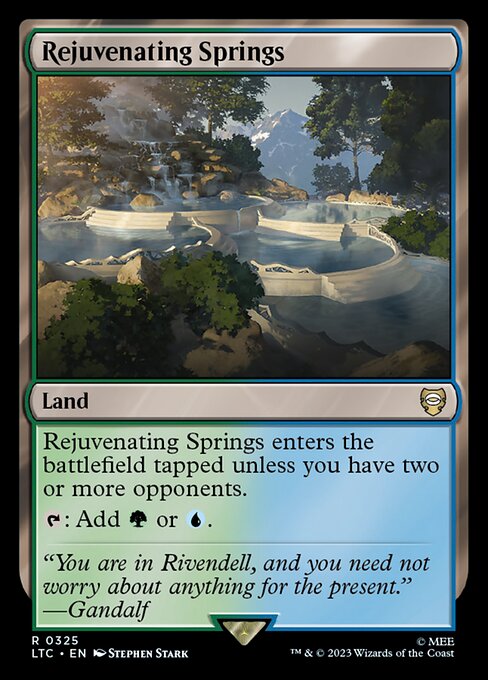 Rejuvenating Springs
Land
Rejuvenating Springs enters the
battlefield tapped unless you have two
or more opponents.
: Add or .
“You are in Rivendell, and you need not
worry about anything for the present.”
—Gandalf
R 0325
LTC • EN Stephen Stark
© MEE
™ & © 2023 Wizards of the Coast